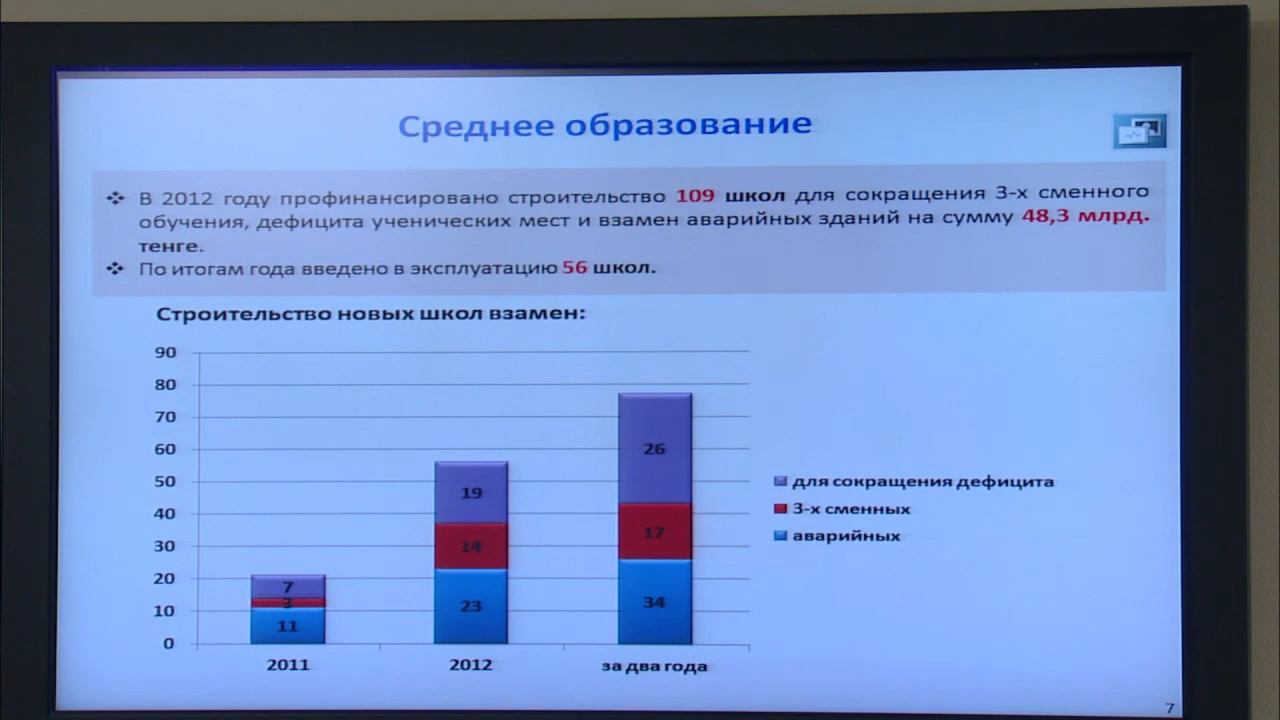 Среднее образование
В 2012 году профинансировано строительство 109 школ для сокращения 3-х сменного
обучения, дефицита ученических мест и взамен аварийных зданий на сумму 48,3 млрд.
тенге.
По итогам года введено в эксплуатацию 56 школ.
Строительство новых школ взамен:
90
80
70
60
50
40
30
20
10
0
7
3
11
19
14
23
26
17
34
2011
2012
за два года
для сокращения дефицита
3-х сменных
аварийных
7